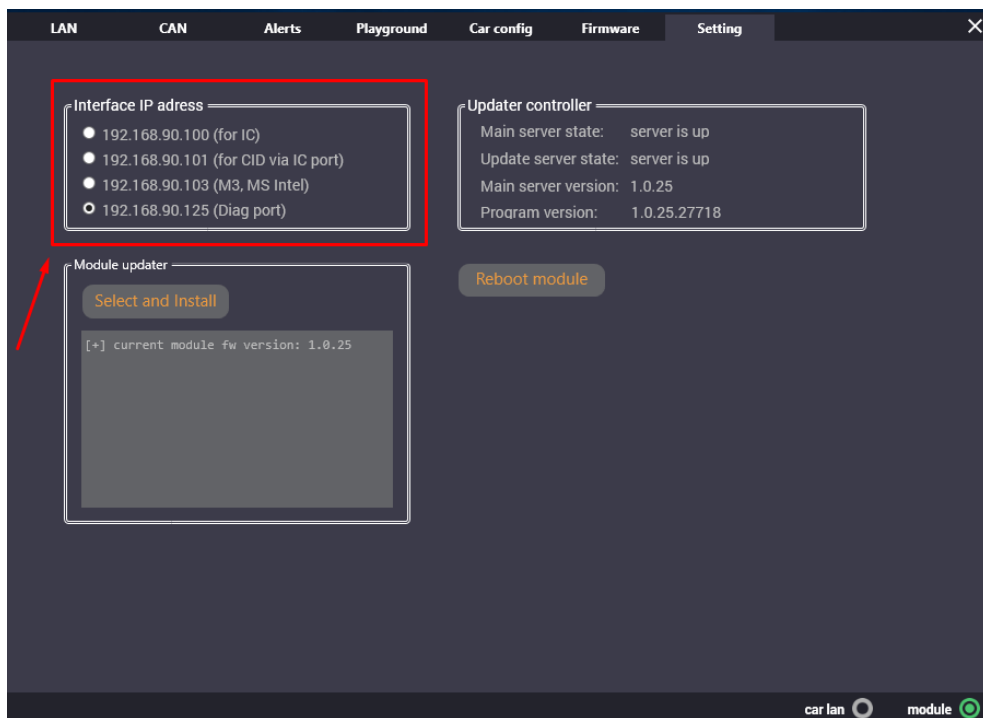 LAN CAN Alerts Playground Car config Firmware Setting
Interface IP adress
192.168.90.100 (for IC)
192.168.90.101 (for CID via IC port)
192.168.90.103 (M3, MS Intel)
192.168.90.125 (Diag port)
Updater controller
Main server state: server is up
Update server state: server is up
Main server version: 1.0.25
Program version: 1.0.25.27718
Module updater
Select and Install
[+] current module fw version: 1.0.25
Reboot module
car lan module